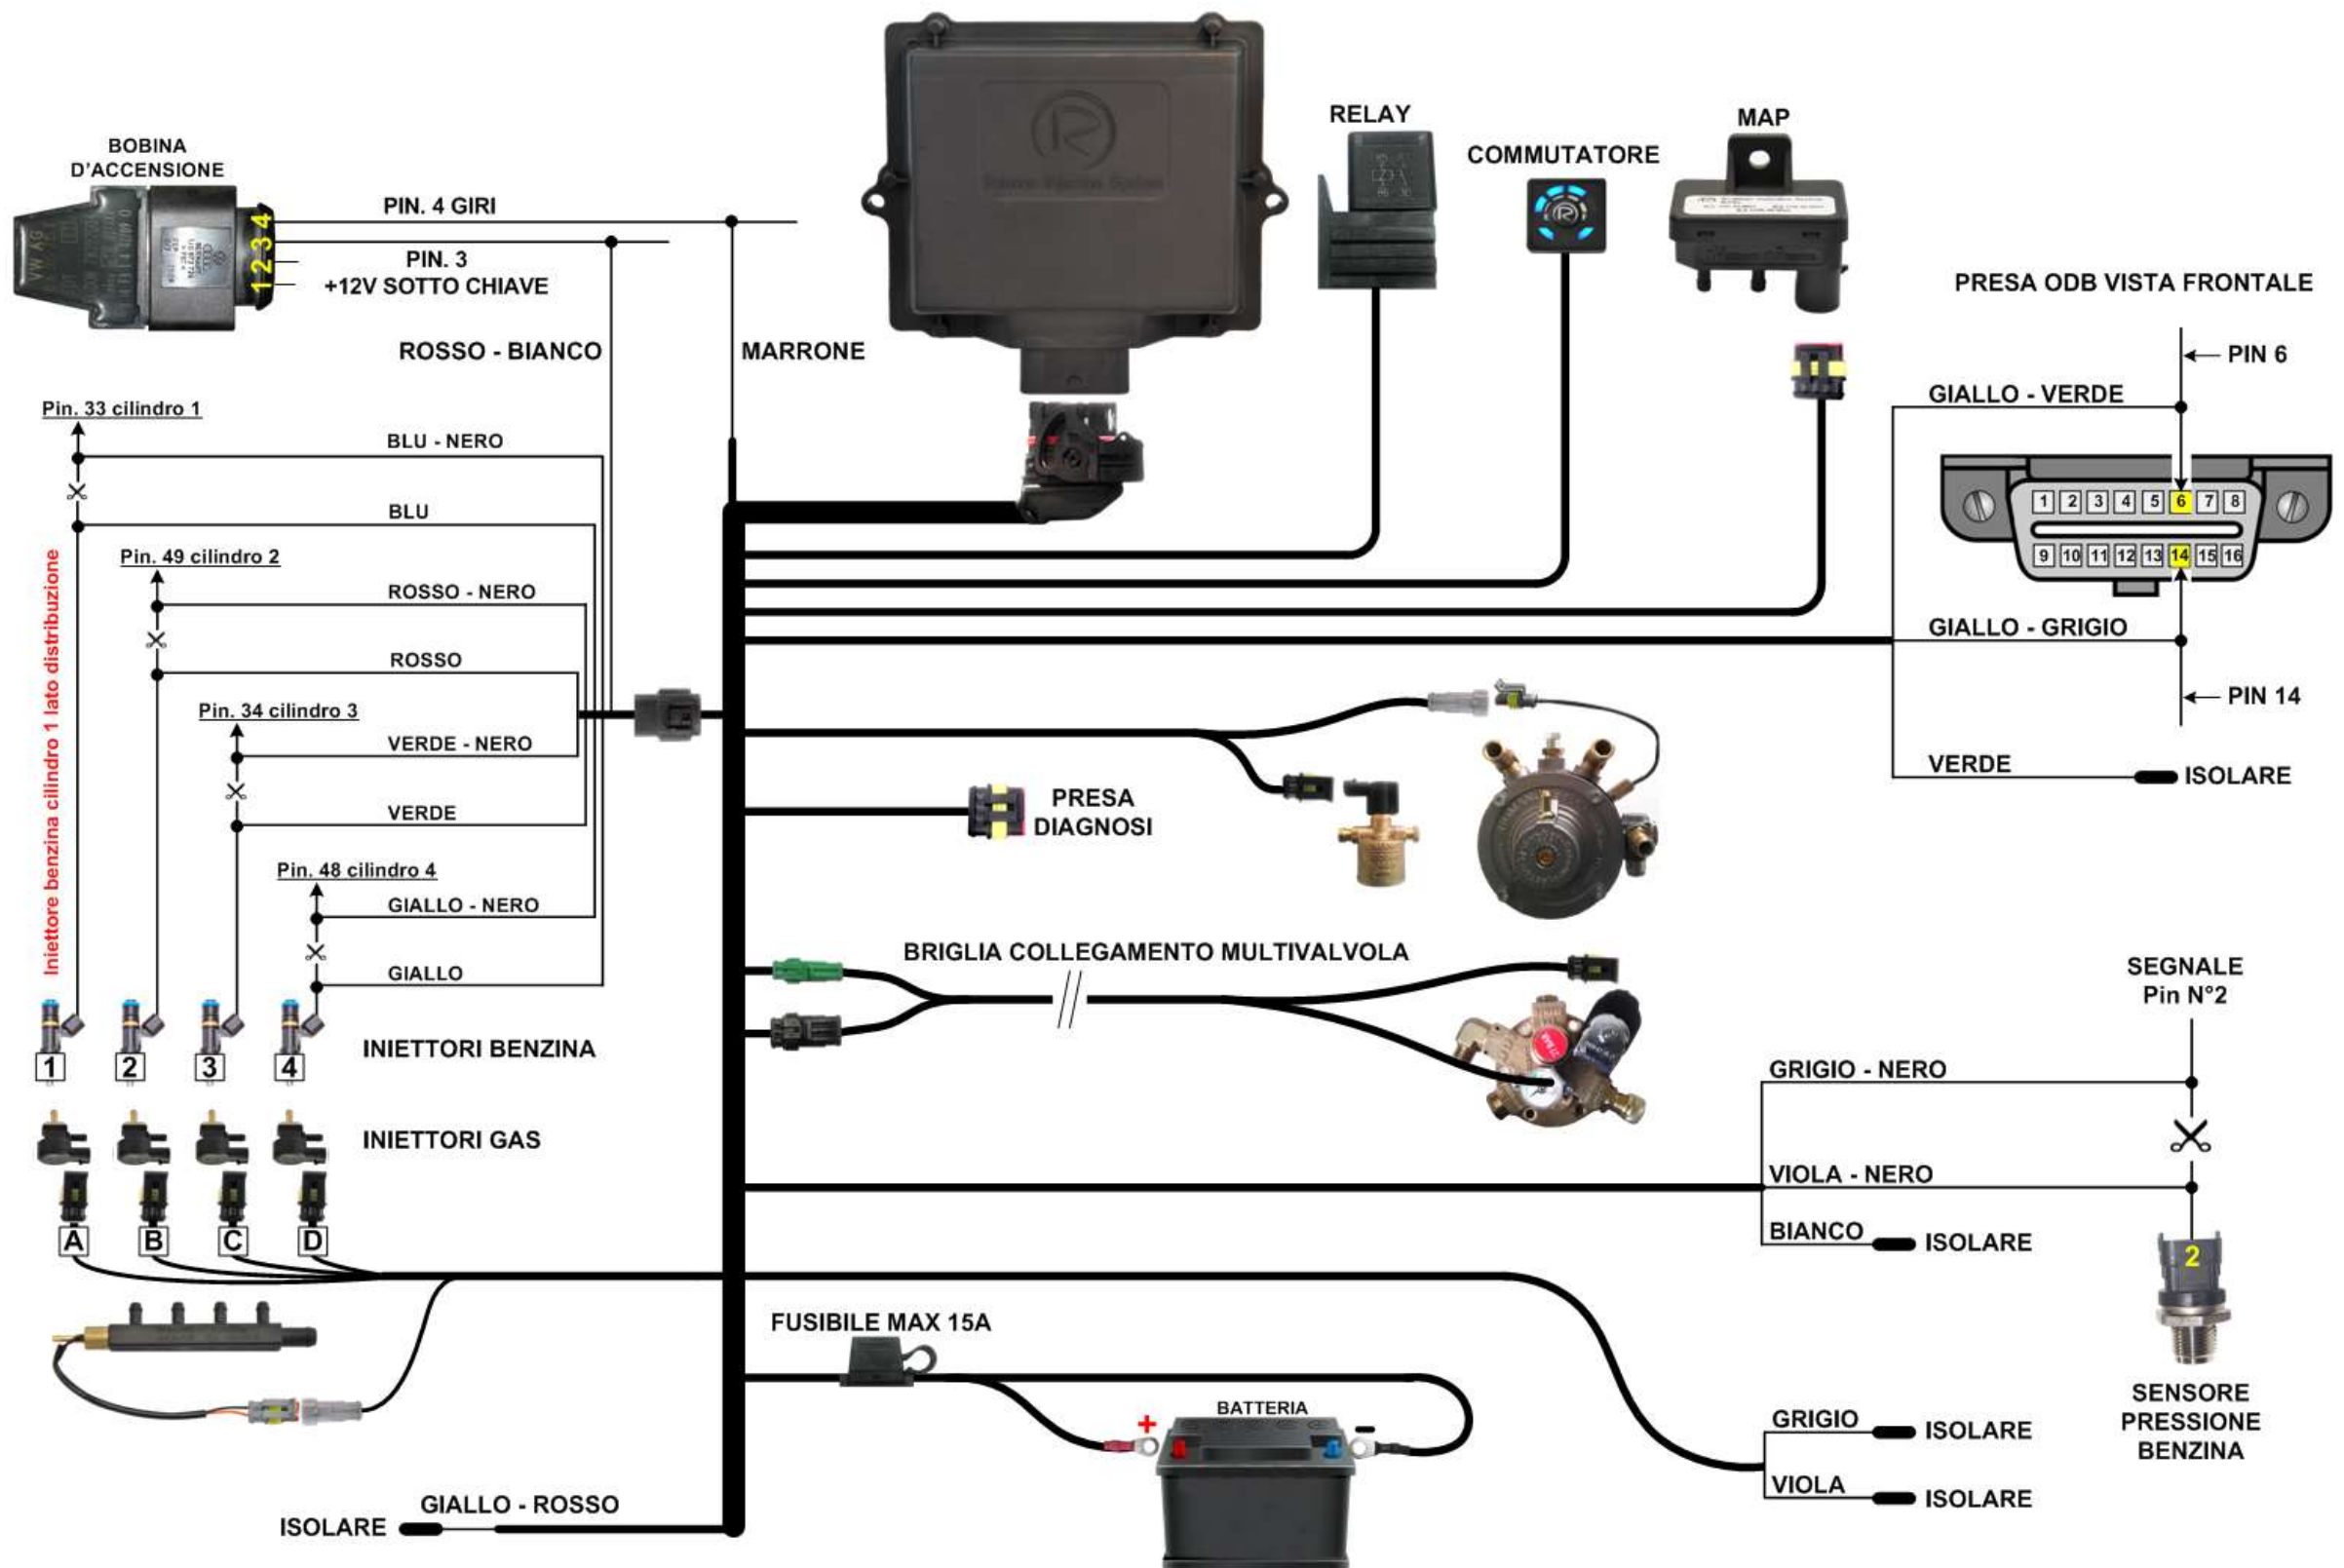 BOBINA
D'ACCENSIONE
4
3
2
1
PIN. 4 GIRI
PIN. 3
+12V SOTTO CHIAVE
ROSSO - BIANCO
MARRONE
R
RELAY
COMMUTATORE
MAP
PRESA ODB VISTA FRONTALE
PIN 6
GIALLO - VERDE
1 2 3 4 5 6 7 8
9 10 11 12 13 14 15 16
GIALLO - GRIGIO
PIN 14
VERDE
ISOLARE
Pin. 33 cilindro 1
BLU - NERO
BLU
Iniettore benzina cilindro 1 lato distribuzione
Pin. 49 cilindro 2
ROSSO - NERO
ROSSO
Pin. 34 cilindro 3
VERDE - NERO
VERDE
Pin. 48 cilindro 4
GIALLO - NERO
GIALLO
1 2 3 4
INIETTORI BENZINA
INIETTORI GAS
A B C D
PRESA
DIAGNOSI
BRIGLIA COLLEGAMENTO MULTIVALVOLA
SEGNALE
Pin N°2
GRIGIO - NERO
VIOLA - NERO
BIANCO
ISOLARE
2
SENSORE
PRESSIONE
BENZINA
FUSIBILE MAX 15A
BATTERIA
+
-
GRIGIO
ISOLARE
VIOLA
ISOLARE
GIALLO - ROSSO
ISOLARE